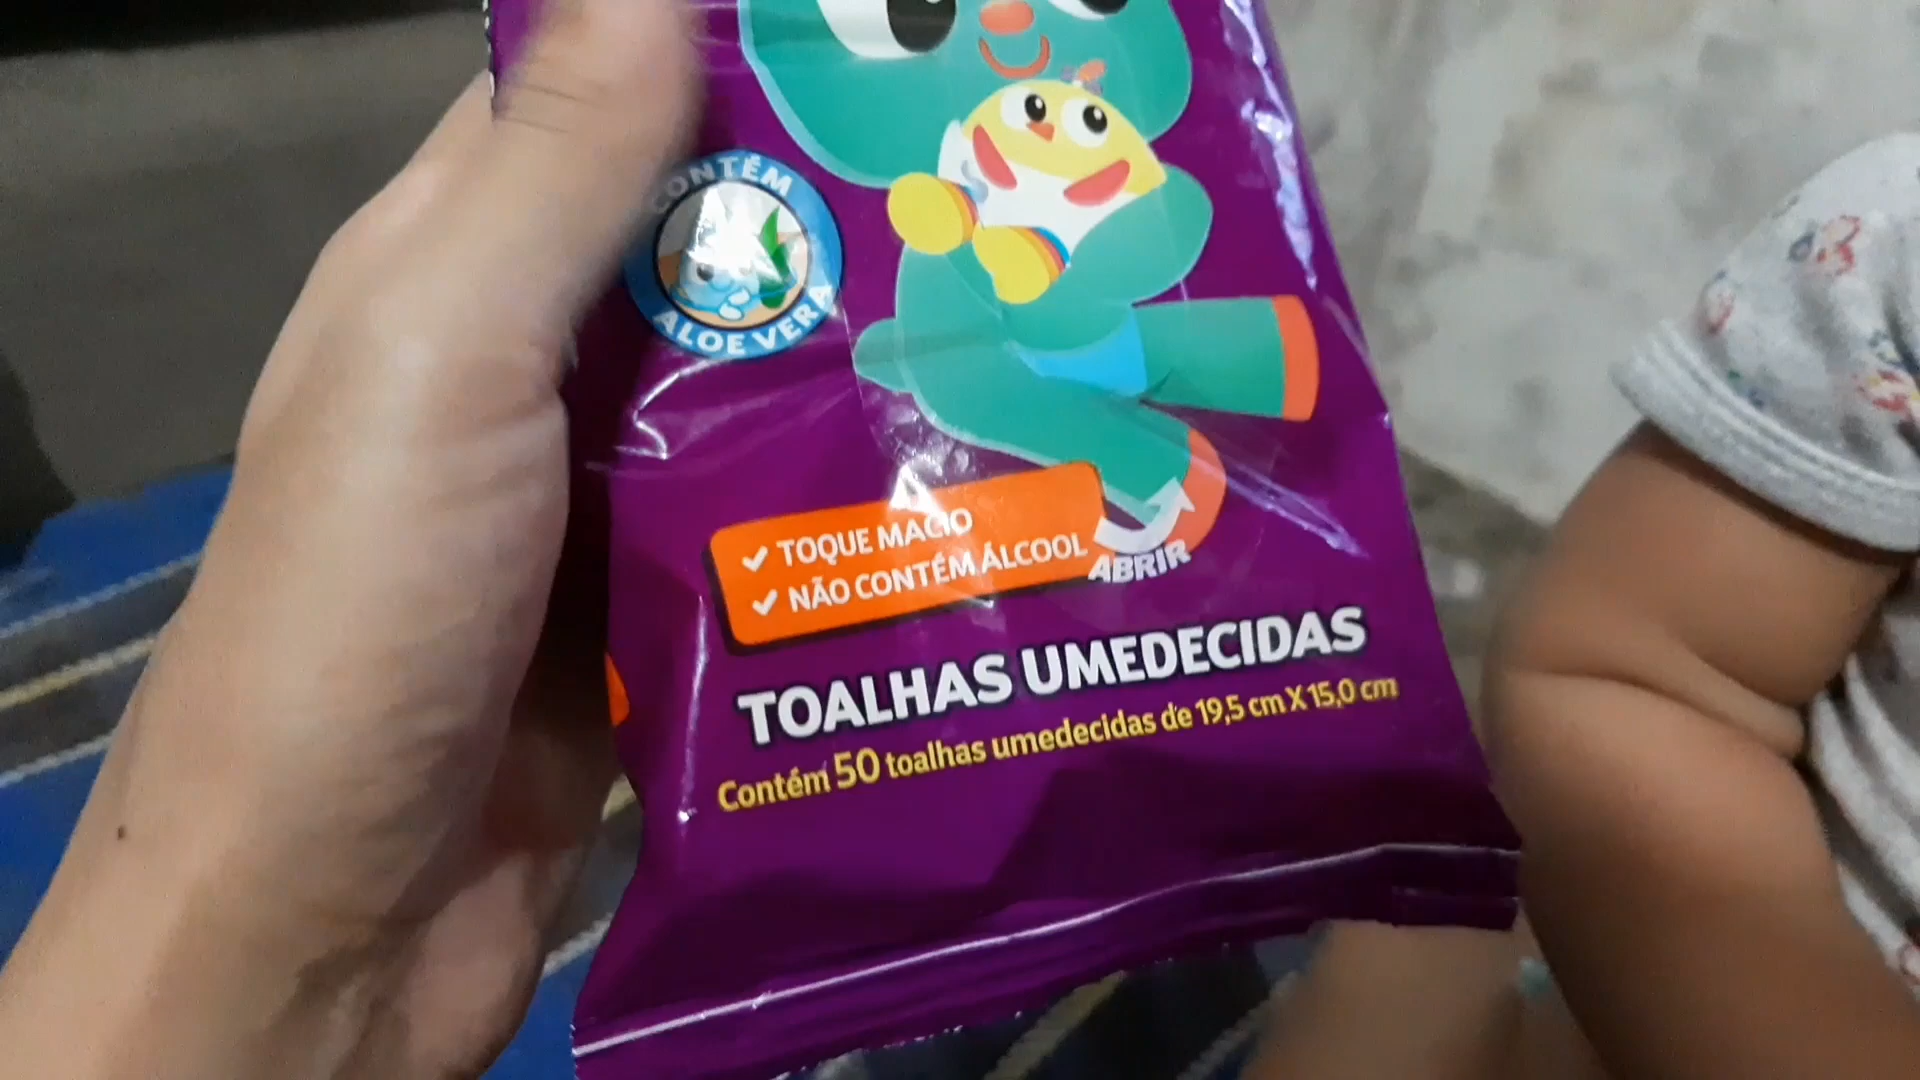 CONTÉM
ALOE VERA
TOQUE MACIO
NÃO CONTÉM ÁLCOOL
ABRIR
TOALHAS UMEDECIDAS
Contém 50 toalhas umedecidas de 19,5 cm X 15,0 cm